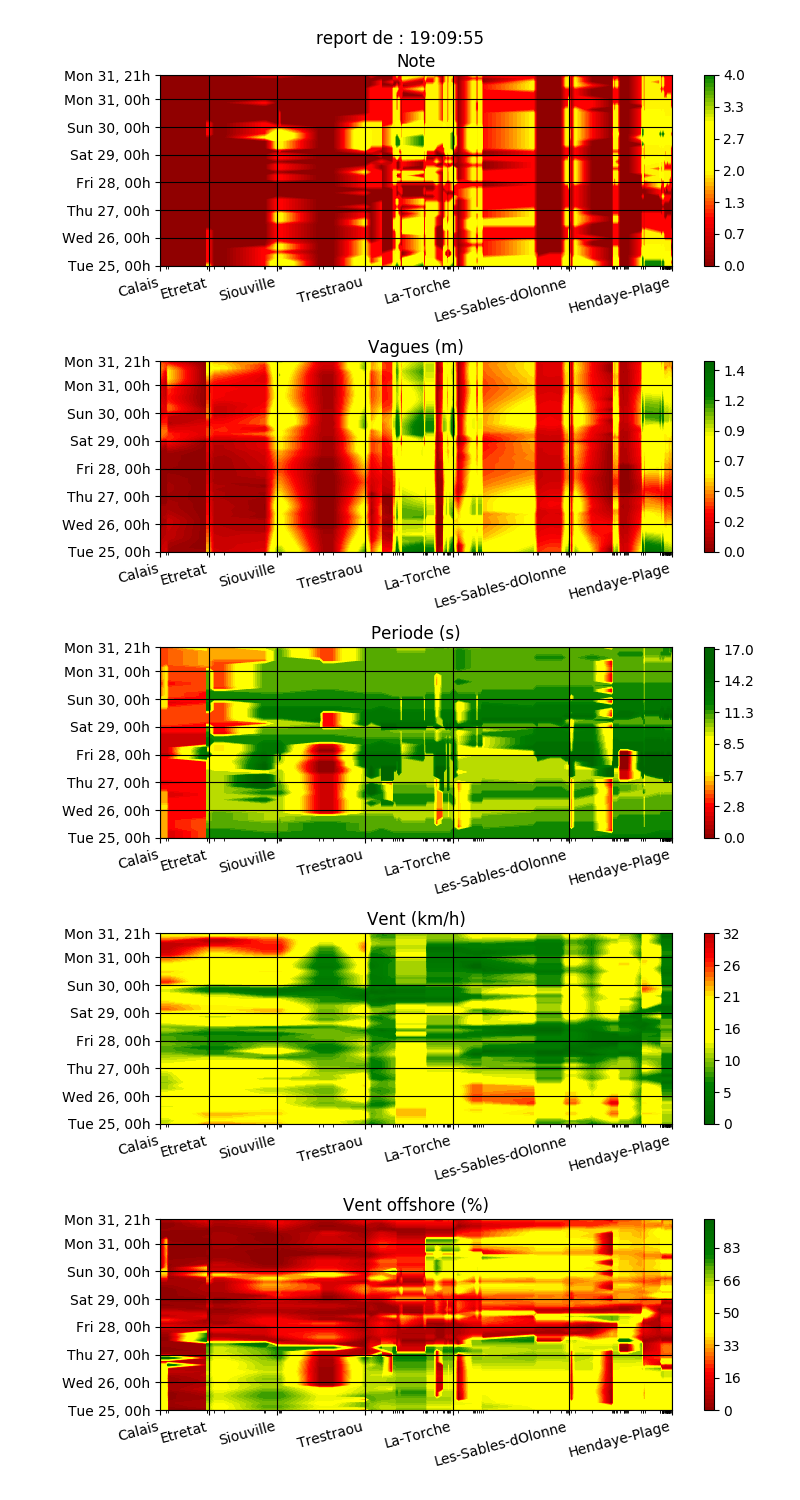 report de : 19:09:55
Note
Mon 31, 21h
Mon 31, 00h
Sun 30, 00h
Sat 29, 00h
Fri 28, 00h
Thu 27, 00h
Wed 26, 00h
Tue 25, 00h
Calais
Etretat
Siouville
Trestraou
La-Torche
Les-Sables-dOlonne
Hendaye-Plage
4.0
3.3
2.7
2.0
1.3
0.7
0.0
Vagues (m)
Mon 31, 21h
Mon 31, 00h
Sun 30, 00h
Sat 29, 00h
Fri 28, 00h
Thu 27, 00h
Wed 26, 00h
Tue 25, 00h
Calais
Etretat
Siouville
Trestraou
La-Torche
Les-Sables-dOlonne
Hendaye-Plage
1.4
1.2
0.9
0.7
0.5
0.2
0.0
Periode (s)
Mon 31, 21h
Mon 31, 00h
Sun 30, 00h
Sat 29, 00h
Fri 28, 00h
Thu 27, 00h
Wed 26, 00h
Tue 25, 00h
Calais
Etretat
Siouville
Trestraou
La-Torche
Les-Sables-dOlonne
Hendaye-Plage
17.0
14.2
11.3
8.5
5.7
2.8
0.0
Vent (km/h)
Mon 31, 21h
Mon 31, 00h
Sun 30, 00h
Sat 29, 00h
Fri 28, 00h
Thu 27, 00h
Wed 26, 00h
Tue 25, 00h
Calais
Etretat
Siouville
Trestraou
La-Torche
Les-Sables-dOlonne
Hendaye-Plage
32
26
21
16
10
5
0
Vent offshore (%)
Mon 31, 21h
Mon 31, 00h
Sun 30, 00h
Sat 29, 00h
Fri 28, 00h
Thu 27, 00h
Wed 26, 00h
Tue 25, 00h
Calais
Etretat
Siouville
Trestraou
La-Torche
Les-Sables-dOlonne
Hendaye-Plage
83
66
50
33
16
0